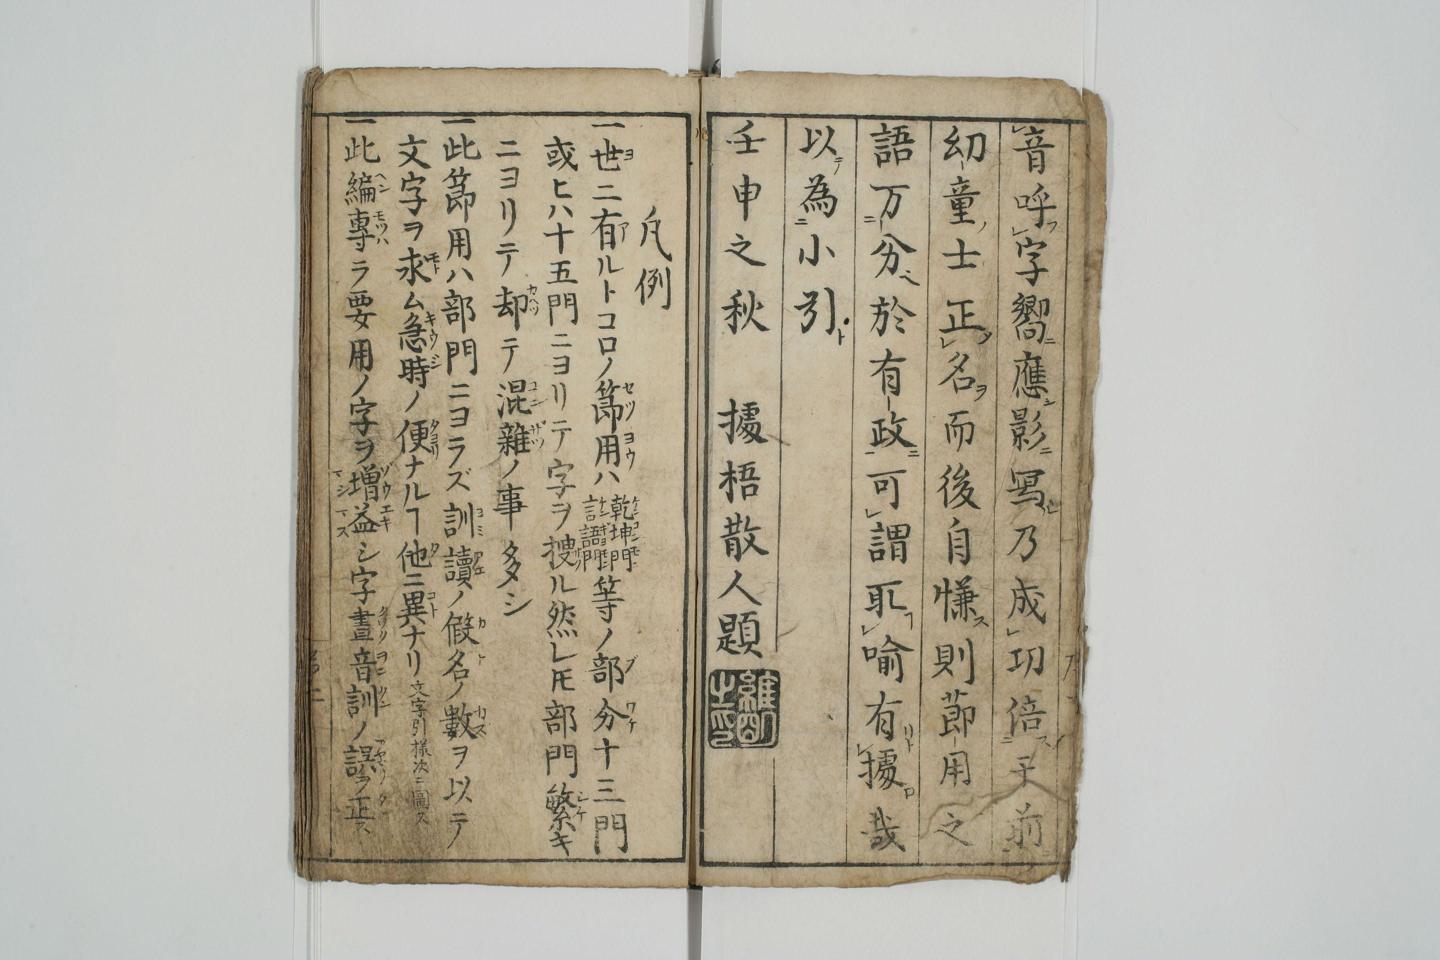 音呼字嚮應影寫乃成功倍于前
幼童士正名而後自慊則節用之
語万分於有政可謂取喩有據哉
以為小引
壬申之秋 據梧散人題
凡例
一世ニ有ルトコロノ節用ハ乾坤門言語門等ノ部分十三門
或ヒハ十五門ニヨリテ字ヲ捜ル然レ𪜈部門繁キ
ニヨリテ却テ混雜ノ事多シ
一此節用ハ部門ニヨラズ訓讀ノ假名ノ數ヲ以テ
文字ヲ求ム急時ノ便ナルヿ他ニ異ナリ文字引様次ニ圖ス
一此編專ラ要用ノ字ヲ増益シ字畫音訓ノ誤ヲ正ス